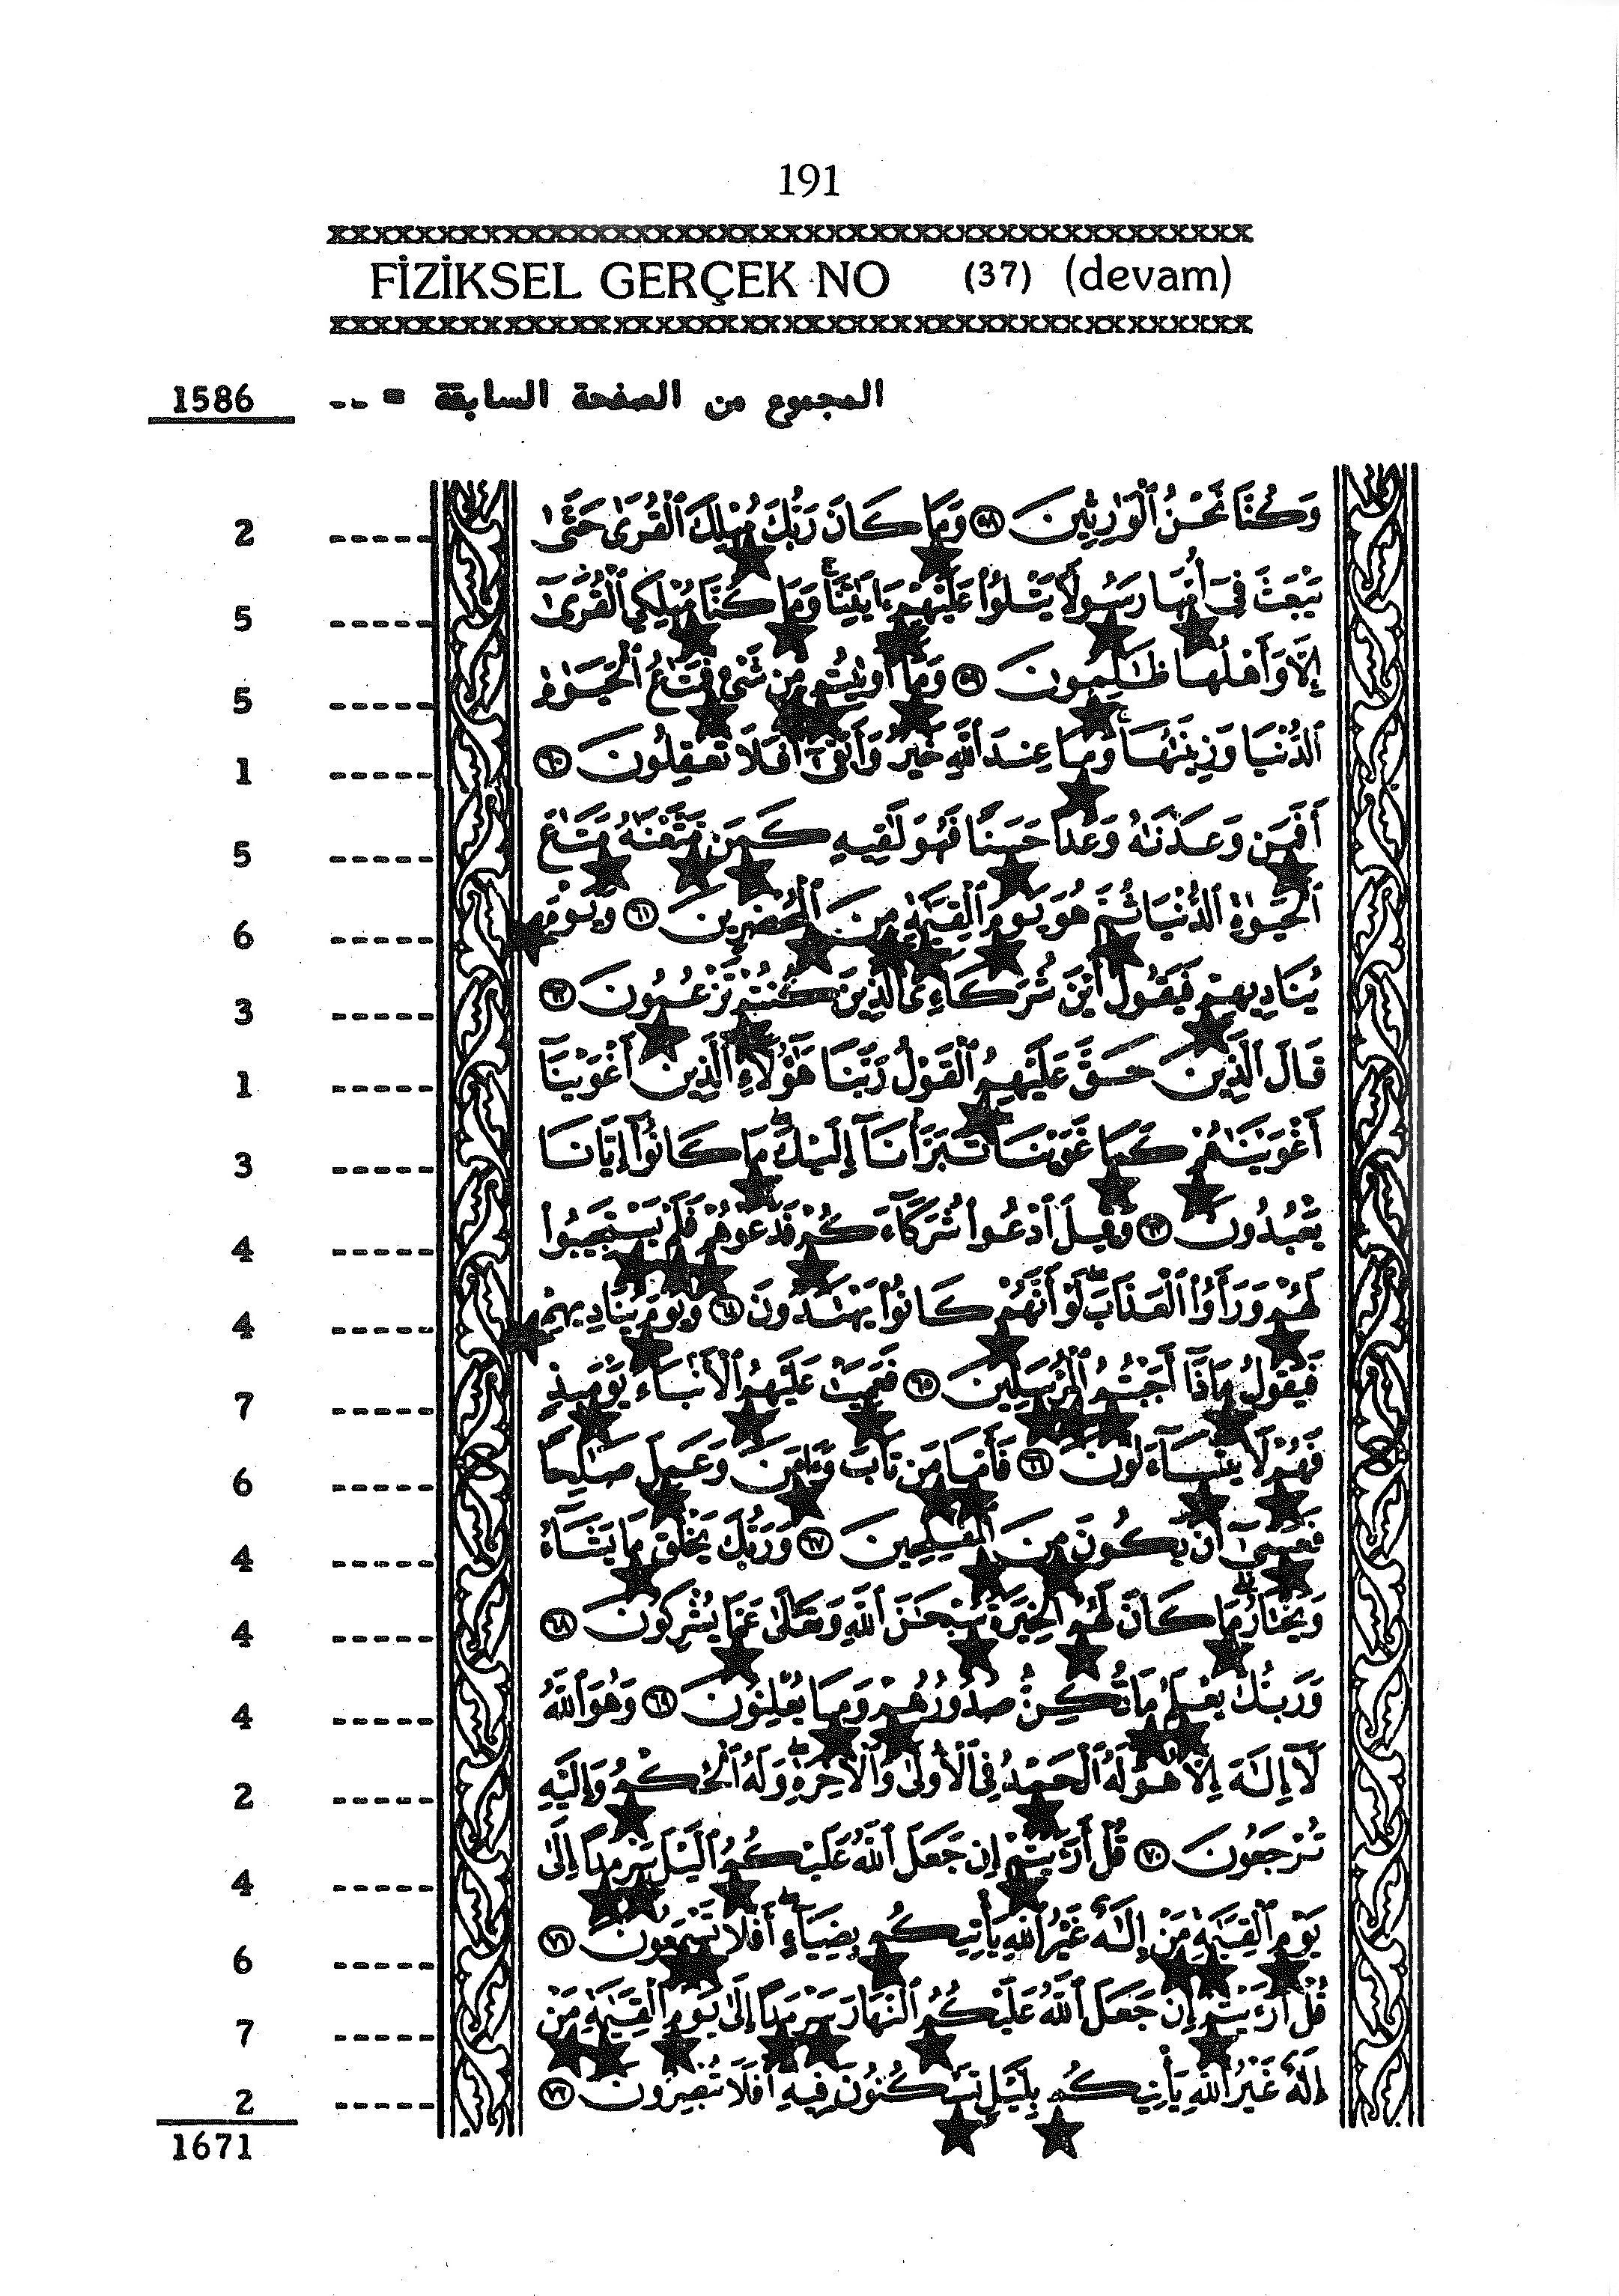 191
FİZİKSEL GERÇEK NO (37) (devam)
1586 --- = المجموع من الصفحة السابقة
2 ----- وَكُنَّا نَحْنُ ٱلْوَٰرِثِينَ ٥٨ وَمَا كَانَ رَبُّكَ مُهْلِكَ ٱلْقُرَىٰ حَتَّىٰ
5 ----- يَبْعَثَ فِىٓ أُمِّهَا رَسُولًا يَتْلُوا۟ عَلَيْهِمْ ءَايَٰتِنَا ۚ وَمَا كُنَّا مُهْلِكِى ٱلْقُرَىٰٓ
5 ----- إِلَّا وَأَهْلُهَا ظَٰلِمُونَ ٥٩ وَمَآ أُوتِيتُم مِّن شَىْءٍ فَمَتَٰعُ ٱلْحَيَوٰةِ
1 ----- ٱلدُّنْيَا وَزِينَتُهَا ۚ وَمَا عِندَ ٱللَّهِ خَيْرٌ وَأَبْقَىٰٓ ۚ أَفَلَا تَعْقِلُونَ ٦٠
5 ----- أَفَمَن وَعَدْنَٰهُ وَعْدًا حَسَنًا فَهُوَ لَٰقِيهِ كَمَن مَّتَّعْنَٰهُ مَتَٰعَ
6 ----- ٱلْحَيَوٰةِ ٱلدُّنْيَا ثُمَّ هُوَ يَوْمَ ٱلْقِيَٰمَةِ مِنَ ٱلْمُحْضَرِينَ ٦١ وَيَوْمَ
3 ----- يُنَادِيهِمْ فَيَقُولُ أَيْنَ شُرَكَآءِىَ ٱلَّذِينَ كُنتُمْ تَزْعُمُونَ ٦٢
1 ----- قَالَ ٱلَّذِينَ حَقَّ عَلَيْهِمُ ٱلْقَوْلُ رَبَّنَا هَٰٓؤُلَآءِ ٱلَّذِينَ أَغْوَيْنَآ
3 ----- أَغْوَيْنَٰهُمْ كَمَا غَوَيْنَا ۖ تَبَرَّأْنَآ إِلَيْكَ ۖ مَا كَانُوٓا۟ إِيَّانَا
4 ----- يَعْبُدُونَ ٦٣ وَقِيلَ ٱدْعُوا۟ شُرَكَآءَكُمْ فَدَعَوْهُمْ فَلَمْ يَسْتَجِيبُوا۟
4 ----- لَهُمْ وَرَأَوُا۟ ٱلْعَذَابَ ۚ لَوْ أَنَّهُمْ كَانُوا۟ يَهْتَدُونَ ٦٤ وَيَوْمَ يُنَادِيهِمْ
7 ----- فَيَقُولُ مَاذَآ أَجَبْتُمُ ٱلْمُرْسَلِينَ ٦٥ فَعَمِيَتْ عَلَيْهِمُ ٱلْأَنۢبَآءُ يَوْمَئِذٍ
6 ----- فَهُمْ لَا يَتَسَآءَلُونَ ٦٦ فَأَمَّا مَن تَابَ وَءَامَنَ وَعَمِلَ صَٰلِحًا
4 ----- فَعَسَىٰٓ أَن يَكُونَ مِنَ ٱلْمُفْلِحِينَ ٦٧ وَرَبُّكَ يَخْلُقُ مَا يَشَآءُ
4 ----- وَيَخْتَارُ ۗ مَا كَانَ لَهُمُ ٱلْخِيَرَةُ ۚ سُبْحَٰنَ ٱللَّهِ وَتَعَٰلَىٰ عَمَّا يُشْرِكُونَ ٦٨
4 ----- وَرَبُّكَ يَعْلَمُ مَا تُكِنُّ صُدُورُهُمْ وَمَا يُعْلِنُونَ ٦٩ وَهُوَ ٱللَّهُ
2 ----- لَآ إِلَٰهَ إِلَّا هُوَ ۖ لَهُ ٱلْحَمْدُ فِى ٱلْأُولَىٰ وَٱلْءَاخِرَةِ ۖ وَلَهُ ٱلْحُكْمُ وَإِلَيْهِ
4 ----- تُرْجَعُونَ ٧٠ قُلْ أَرَءَيْتُمْ إِن جَعَلَ ٱللَّهُ عَلَيْكُمُ ٱلَّيْلَ سَرْمَدًا إِلَىٰ
6 ----- يَوْمِ ٱلْقِيَٰمَةِ مَنْ إِلَٰهٌ غَيْرُ ٱللَّهِ يَأْتِيكُم بِضِيَآءٍ ۖ أَفَلَا تَسْمَعُونَ ٧١
7 ----- قُلْ أَرَءَيْتُمْ إِن جَعَلَ ٱللَّهُ عَلَيْكُمُ ٱلنَّهَارَ سَرْمَدًا إِلَىٰ يَوْمِ ٱلْقِيَٰمَةِ مَنْ
2 ----- إِلَٰهٌ غَيْرُ ٱللَّهِ يَأْتِيكُم بِلَيْلٍ تَسْكُنُونَ فِيهِ ۖ أَفَلَا تُبْصِرُونَ ٧٢
1671